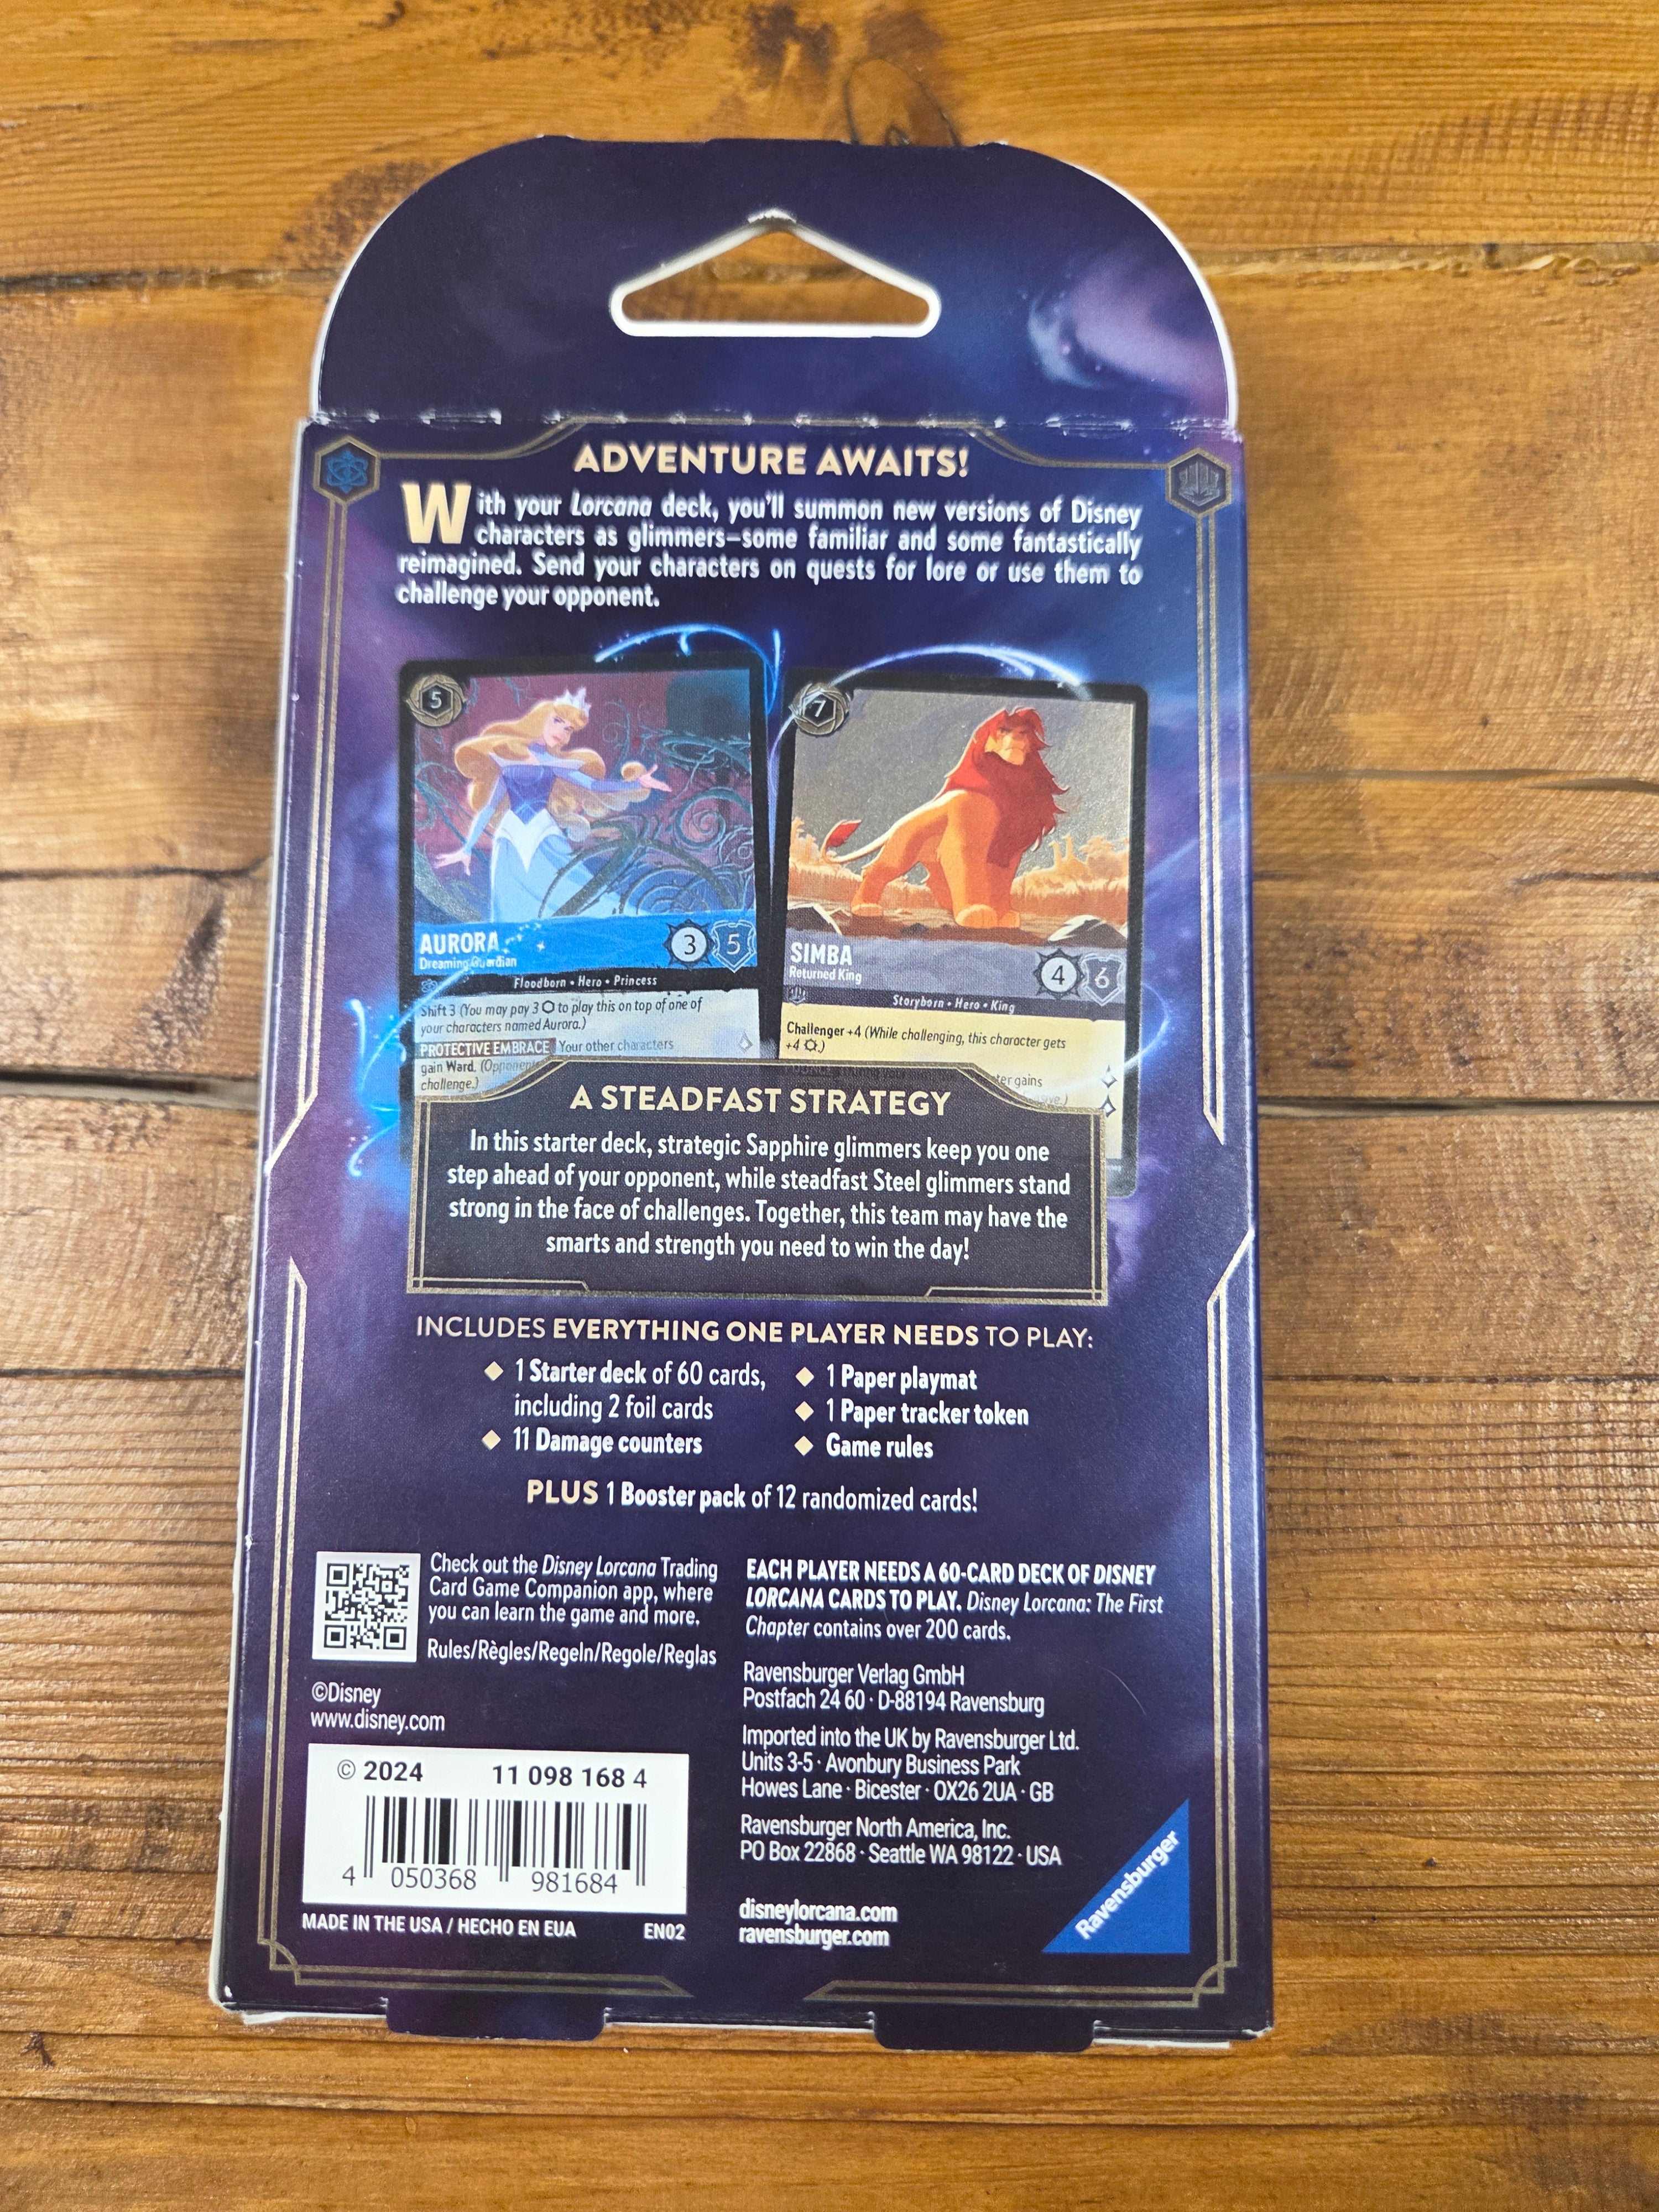 ADVENTURE AWAITS!
With your Lorcana deck, you'll summon new versions of Disney
characters as glimmers—some familiar and some fantastically
reimagined. Send your characters on quests for lore or use them to
challenge your opponent.
5
AURORA
Dreaming Guardian
3 5
Floodborn • Hero • Princess
Shift 3 (You may pay 3 ⬡ to play this on top of one of
your characters named Aurora.)
PROTECTIVE EMBRACE Your other characters
gain Ward. (Opponents
challenge.)
7
SIMBA
Returned King
4 6
Storyborn • Hero • King
Challenger +4 (While challenging, this character gets
+4 ¤.)
gains
A STEADFAST STRATEGY
In this starter deck, strategic Sapphire glimmers keep you one
step ahead of your opponent, while steadfast Steel glimmers stand
strong in the face of challenges. Together, this team may have the
smarts and strength you need to win the day!
INCLUDES EVERYTHING ONE PLAYER NEEDS TO PLAY:
◆ 1 Starter deck of 60 cards,
including 2 foil cards
◆ 11 Damage counters
◆ 1 Paper playmat
◆ 1 Paper tracker token
◆ Game rules
PLUS 1 Booster pack of 12 randomized cards!
Check out the Disney Lorcana Trading
Card Game Companion app, where
you can learn the game and more.
Rules/Règles/Regeln/Regole/Reglas
©Disney
www.disney.com
© 2024 11 098 168 4
4 050368 981684
MADE IN THE USA / HECHO EN EUA EN02
EACH PLAYER NEEDS A 60-CARD DECK OF DISNEY
LORCANA CARDS TO PLAY. Disney Lorcana: The First
Chapter contains over 200 cards.
Ravensburger Verlag GmbH
Postfach 24 60 · D-88194 Ravensburg
Imported into the UK by Ravensburger Ltd.
Units 3-5 · Avonbury Business Park
Howes Lane · Bicester · OX26 2UA · GB
Ravensburger North America, Inc.
PO Box 22868 · Seattle WA 98122 · USA
disneylorcana.com
ravensburger.com
Ravensburger